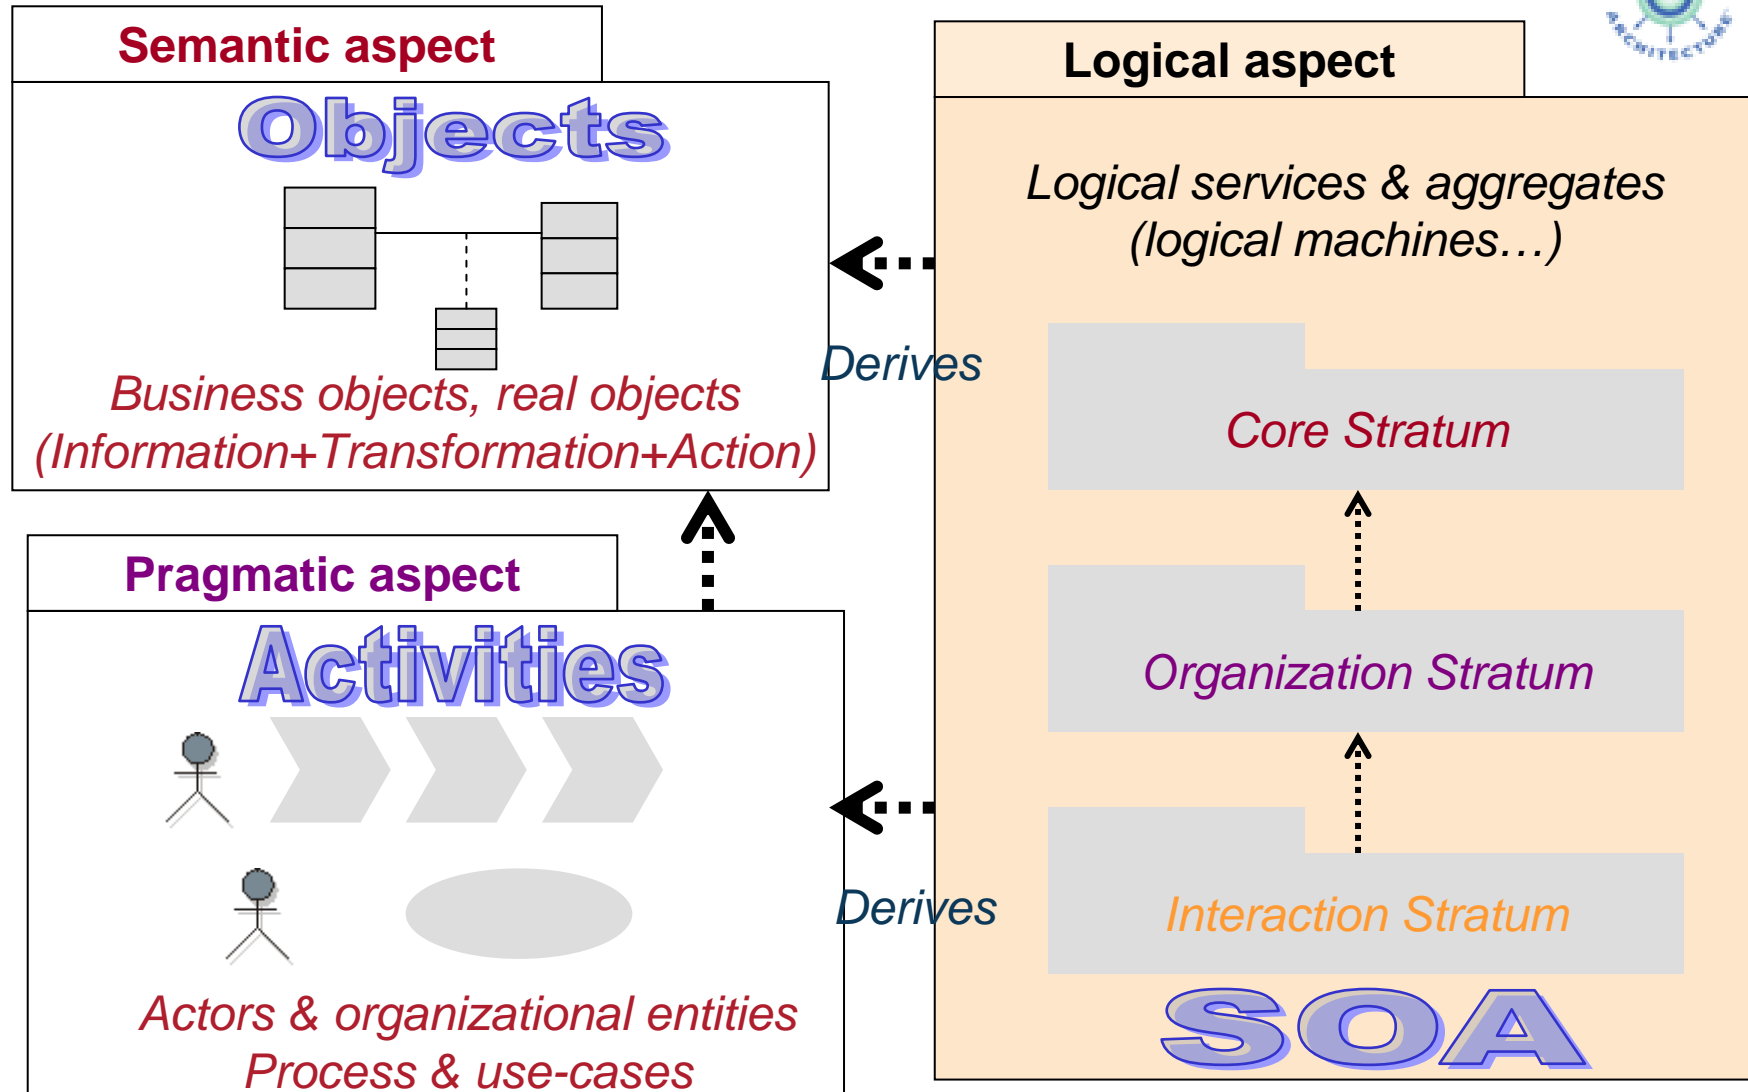 Semantic aspect
Objects
Business objects, real objects
(Information+Transformation+Action)
Pragmatic aspect
Activities
Actors & organizational entities
Process & use-cases
Derives
Derives
ARCHITECTURE
Logical aspect
Logical services & aggregates
(logical machines…)
Core Stratum
Organization Stratum
Interaction Stratum
SOA